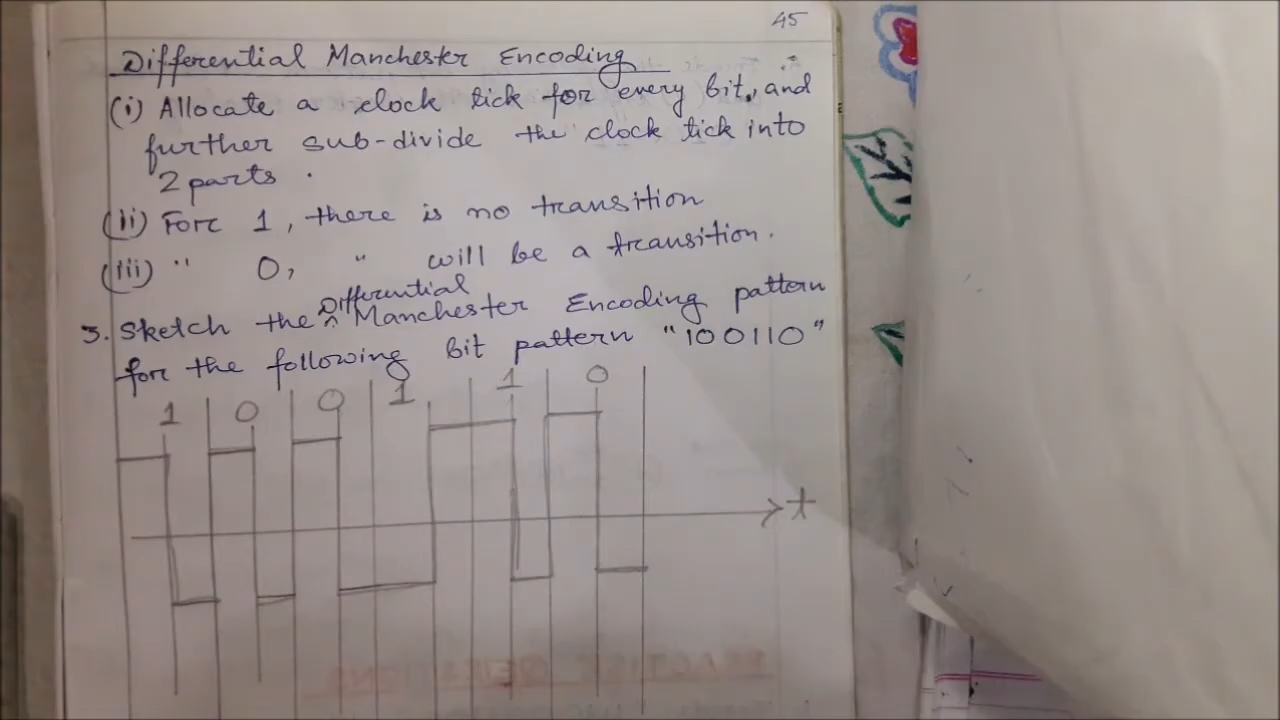 45
Differential Manchester Encoding
(i) Allocate a clock tick for every bit, and
further sub-divide the clock tick into
2 parts.
(ii) For 1, there is no transition
(iii) " 0, " will be a transition.
Differential
3. Sketch the ^ Manchester Encoding pattern
for the following bit pattern "100110"
1 0 0 1 1 0
t